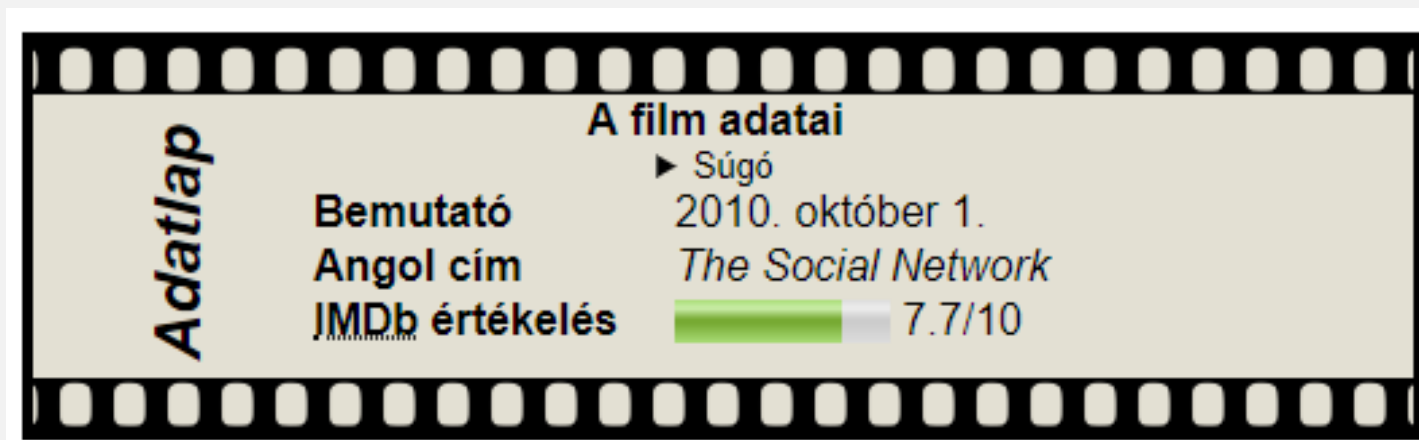 Adatlap
A film adatai
► Súgó
Bemutató 2010. október 1.
Angol cím The Social Network
IMDb értékelés 7.7/10